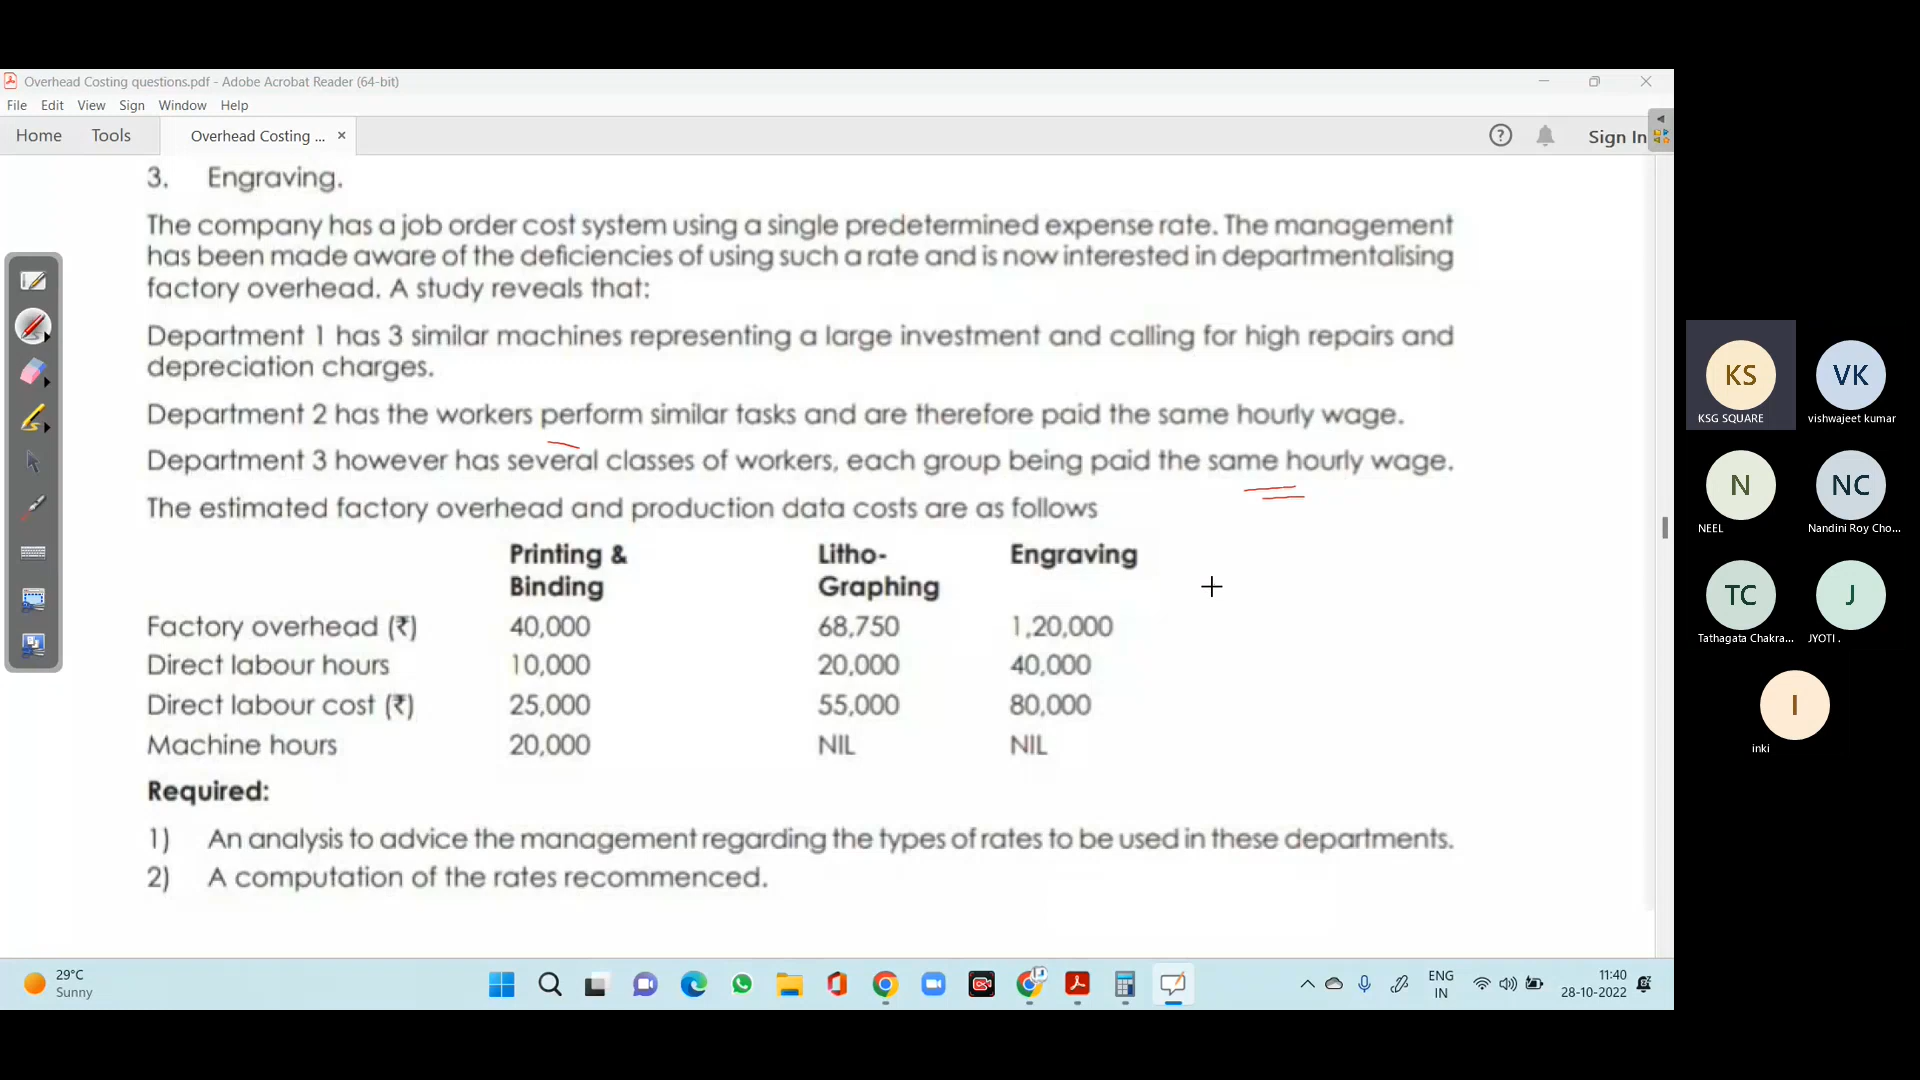 Overhead Costing questions.pdf - Adobe Acrobat Reader (64-bit)
File Edit View Sign Window Help
Home Tools Overhead Costing ... × Sign In
3. Engraving.
The company has a job order cost system using a single predetermined expense rate. The management
has been made aware of the deficiencies of using such a rate and is now interested in departmentalising
factory overhead. A study reveals that:
Department 1 has 3 similar machines representing a large investment and calling for high repairs and
depreciation charges.
Department 2 has the workers perform similar tasks and are therefore paid the same hourly wage.
Department 3 however has several classes of workers, each group being paid the same hourly wage.
The estimated factory overhead and production data costs are as follows
Printing & Litho- Engraving
Binding Graphing
Factory overhead (₹) 40,000 68,750 1,20,000
Direct labour hours 10,000 20,000 40,000
Direct labour cost (₹) 25,000 55,000 80,000
Machine hours 20,000 NIL NIL
Required:
1) An analysis to advice the management regarding the types of rates to be used in these departments.
2) A computation of the rates recommenced.
KS VK
KSG SQUARE vishwajeet kumar
N NC
NEEL Nandini Roy Cho...
TC J
Tathagata Chakra... JYOTI .
I
inki
29°C
Sunny
ENG
IN
11:40
28-10-2022